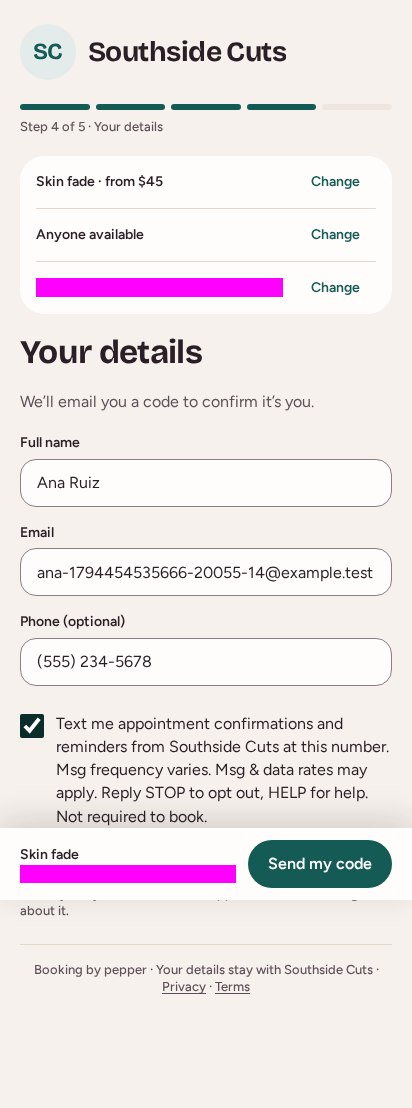 SC
Southside Cuts
Step 4 of 5 · Your details
Skin fade · from $45
Change
Anyone available
Change
Change
Your details
We’ll email you a code to confirm it’s you.
Full name
Ana Ruiz
Email
ana-1794454535666-20055-14@example.test
Phone (optional)
(555) 234-5678
Text me appointment confirmations and
reminders from Southside Cuts at this number.
Msg frequency varies. Msg & data rates may
apply. Reply STOP to opt out, HELP for help.
Not required to book.
Skin fade
Send my code
about it.
Booking by pepper · Your details stay with Southside Cuts ·
Privacy · Terms